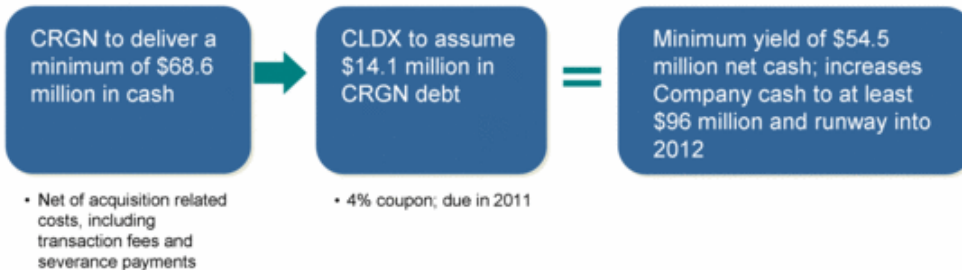 CRGN to deliver a
minimum of $68.6
million in cash
CLDX to assume
$14.1 million in
CRGN debt
=
Minimum yield of $54.5
million net cash; increases
Company cash to at least
$96 million and runway into
2012
• Net of acquisition related
costs, including
transaction fees and
severance payments
• 4% coupon; due in 2011